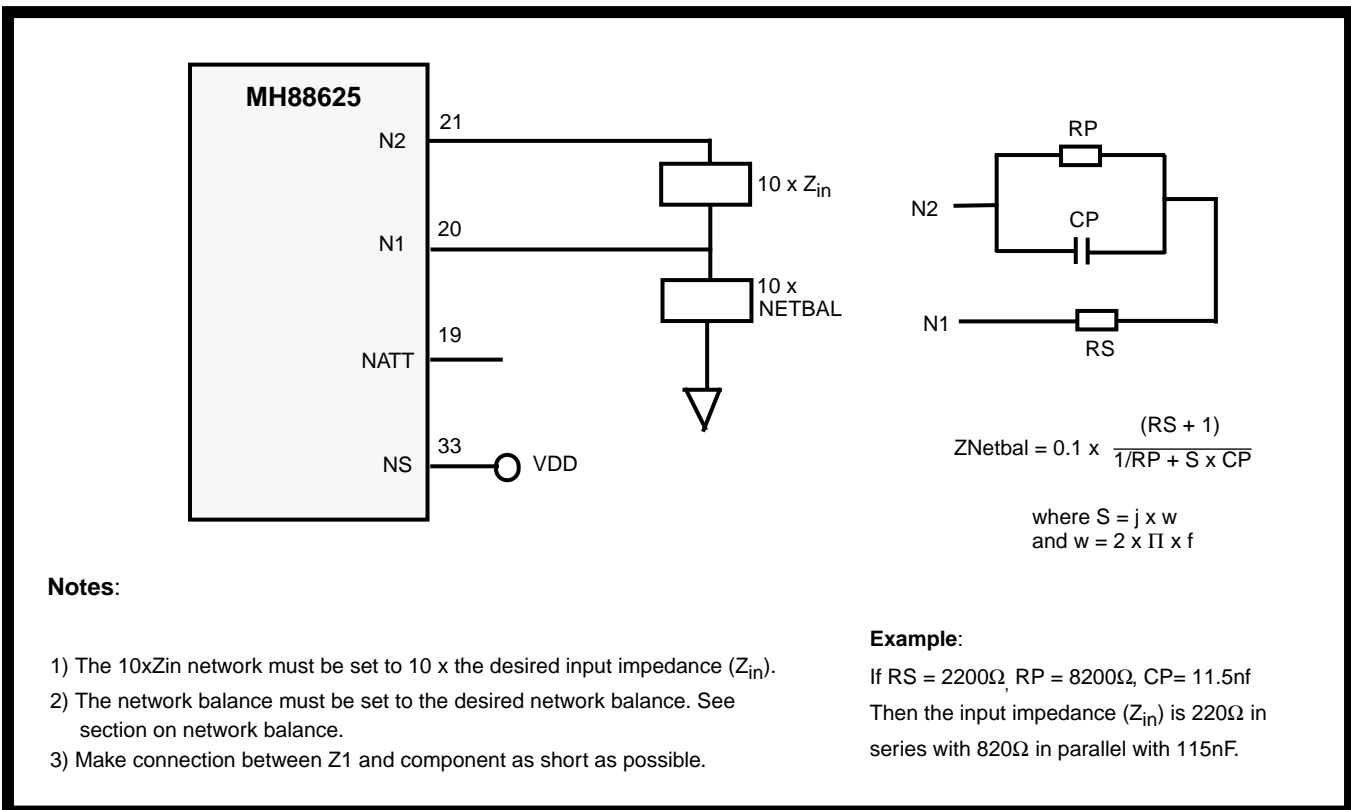 MH88625
N2
21
10 x Zin
N1
20
10 x
NETBAL
NATT
19
NS
33
VDD
RP
N2
CP
N1
RS
ZNetbal = 0.1 x (RS + 1)
1/RP + S x CP
where S = j x w
and w = 2 x Π x f
Notes:
1) The 10xZin network must be set to 10 x the desired input impedance (Zin).
2) The network balance must be set to the desired network balance. See
section on network balance.
3) Make connection between Z1 and component as short as possible.
Example:
If RS = 2200Ω, RP = 8200Ω, CP= 11.5nf
Then the input impedance (Zin) is 220Ω in
series with 820Ω in parallel with 115nF.